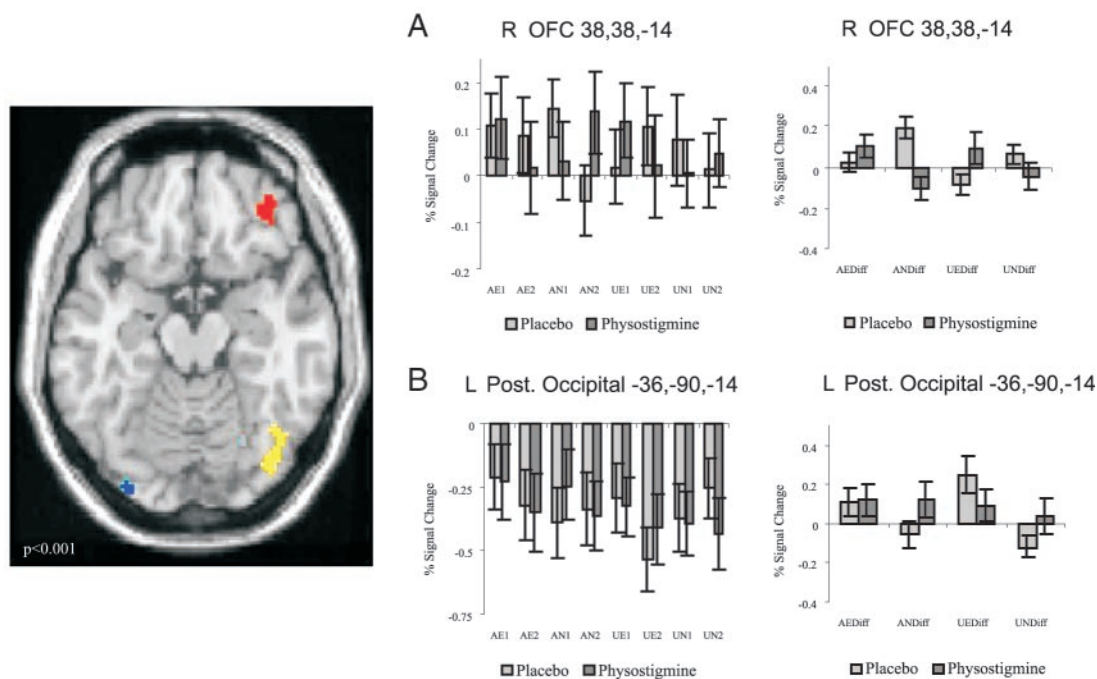 p<0.001
A
R OFC 38,38,-14
% Signal Change
0.2
0.1
0
-0.1
-0.2
AE1 AE2 AN1 AN2 UE1 UE2 UN1 UN2
Placebo Physostigmine
R OFC 38,38,-14
% Signal Change
0.4
0.2
0
-0.2
-0.4
AEDiff ANDiff UEDiff UNDiff
Placebo Physostigmine
B
L Post. Occipital -36,-90,-14
% Signal Change
0
-0.25
-0.5
-0.75
AE1 AE2 AN1 AN2 UE1 UE2 UN1 UN2
Placebo Physostigmine
L Post. Occipital -36,-90,-14
% Signal Change
0.4
0.2
0
-0.2
-0.4
AEDiff ANDiff UEDiff UNDiff
Placebo Physostigmine